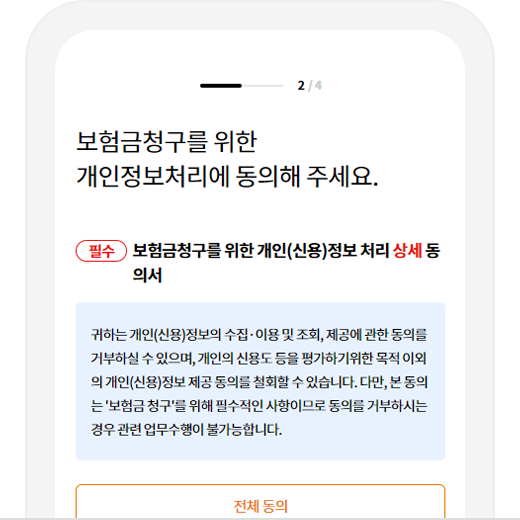 2 / 4
보험금청구를 위한
개인정보처리에 동의해 주세요.
필수 보험금청구를 위한 개인(신용)정보 처리 상세 동
의서
귀하는 개인(신용)정보의 수집·이용 및 조회, 제공에 관한 동의를
거부하실 수 있으며, 개인의 신용도 등을 평가하기위한 목적 이외
의 개인(신용)정보 제공 동의를 철회할 수 있습니다. 다만, 본 동의
는 '보험금 청구'를 위해 필수적인 사항이므로 동의를 거부하시는
경우 관련 업무수행이 불가능합니다.
전체 동의